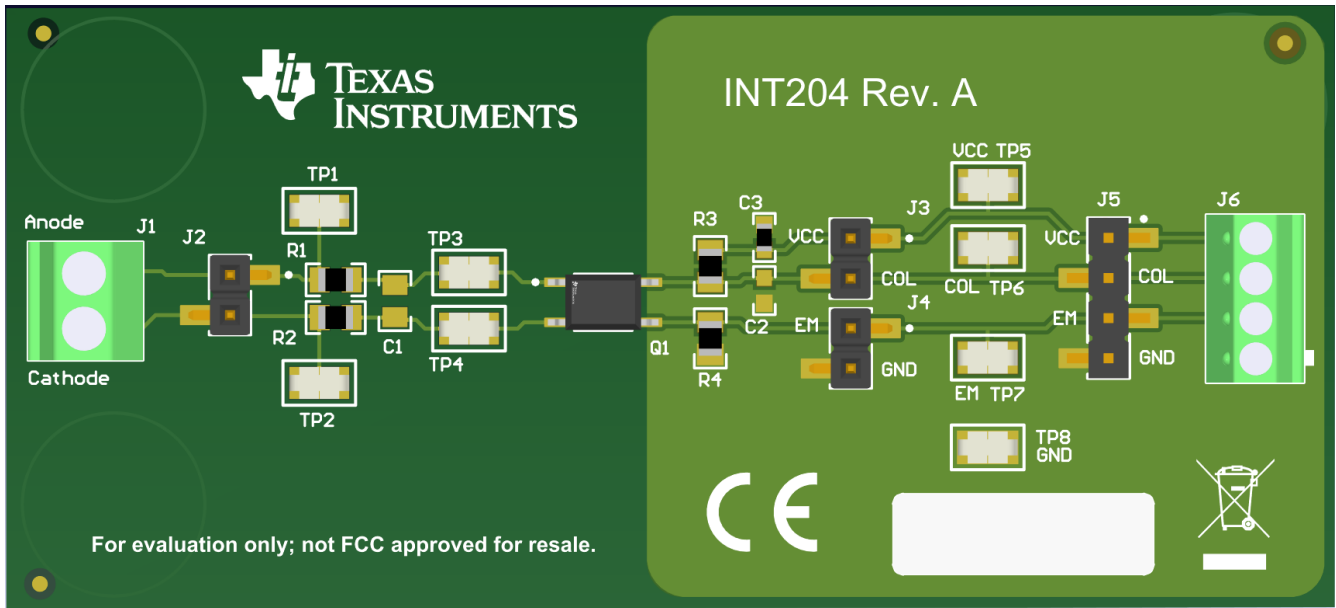 TEXAS
INSTRUMENTS
INT204 Rev. A
VCC TP5
TP1
Anode
J1
J2
R1
TP3
R3
C3
VCC
J3
J5
J6
VCC
COL
COL TP6
COL
J4
R2
C1
TP4
Q1
C2
EM
EM
Cathode
R4
GND
GND
TP2
EM TP7
TP8
GND
CE
For evaluation only; not FCC approved for resale.